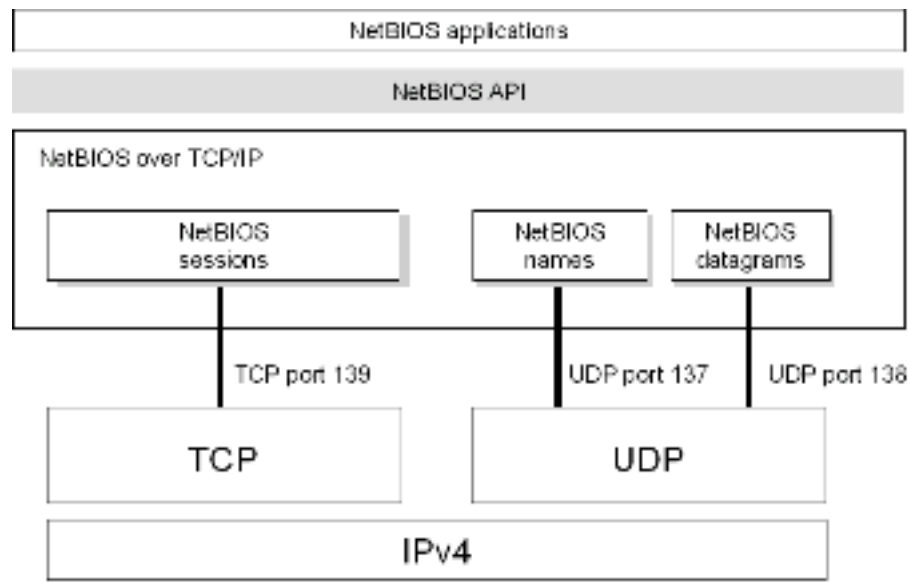 NetBIOS applications
NetBIOS API
NetBIOS over TCP/IP
NetBIOS
sessions
NetBIOS
names
NetBIOS
datagrams
TCP port 139
UDP port 137
UDP port 138
TCP
UDP
IPv4